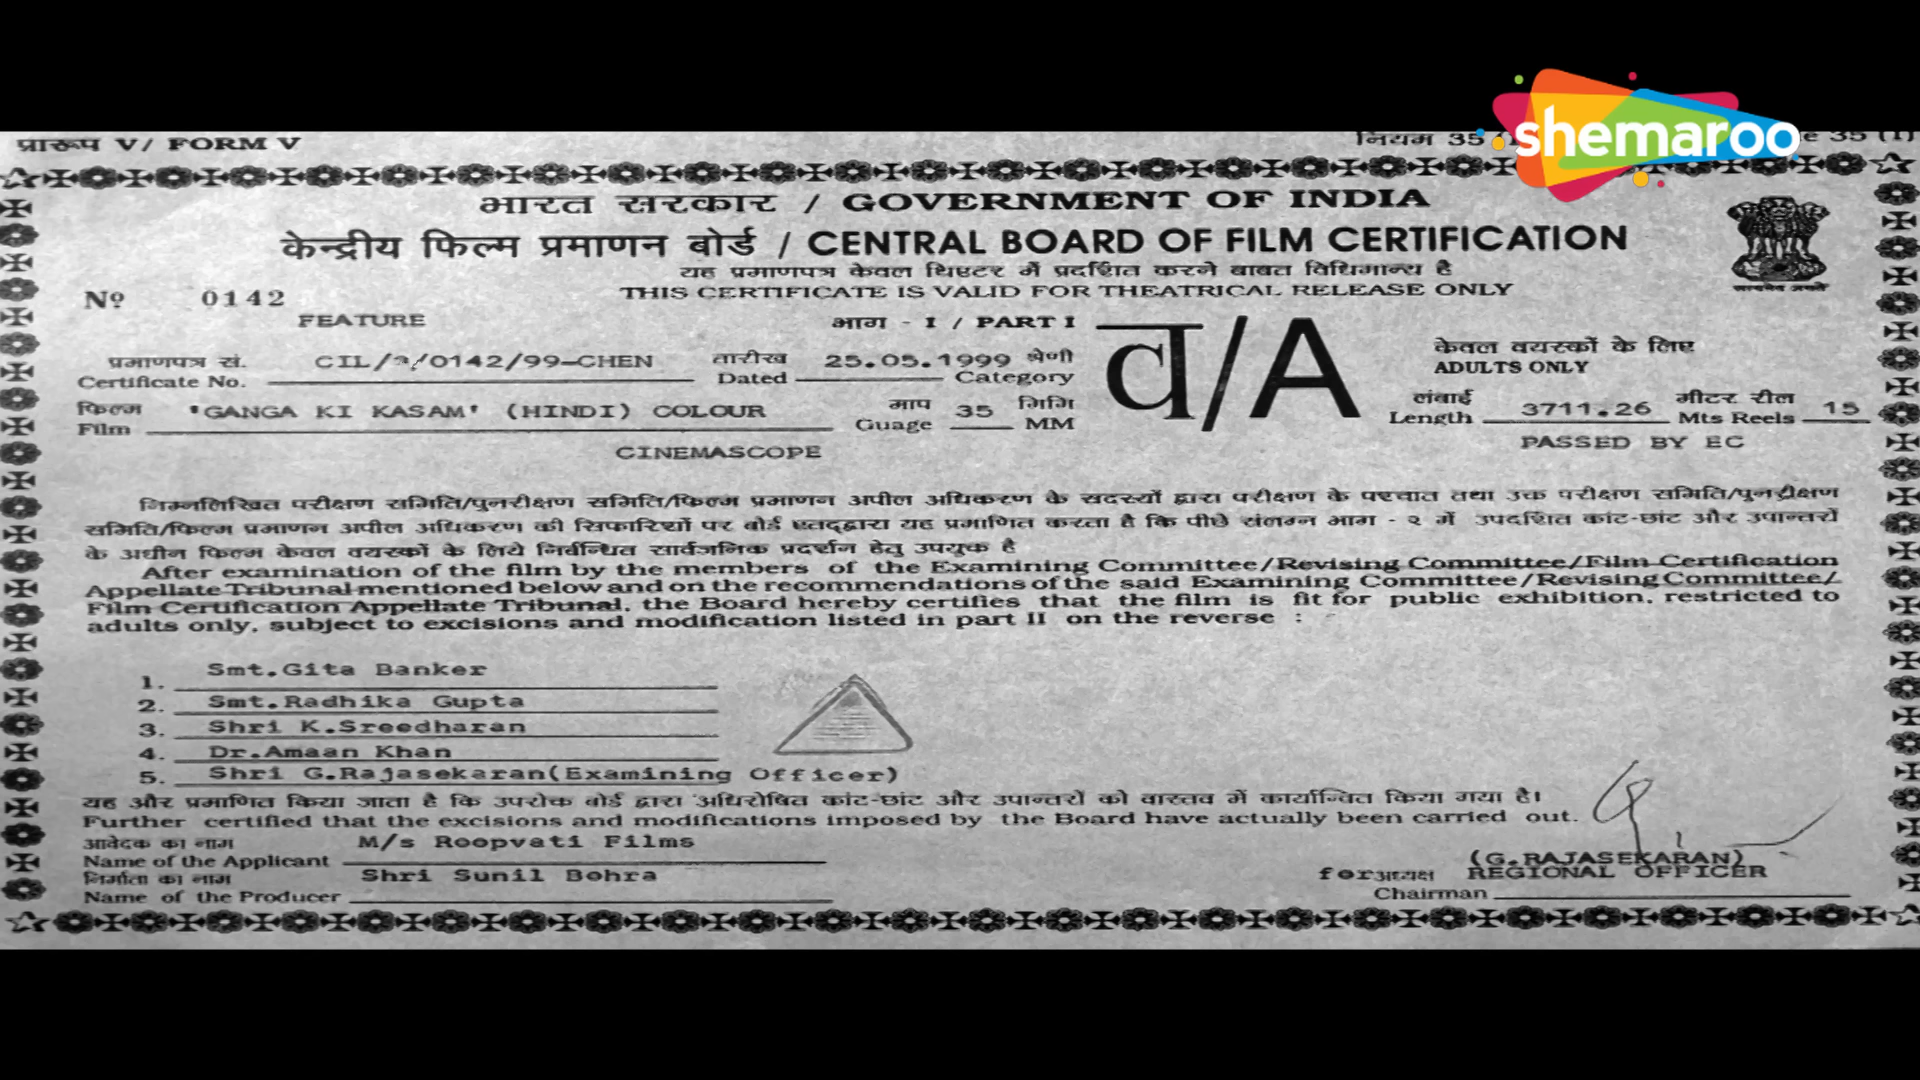 shemaroo
प्रारूप V/ FORM V
नियम 35 35 (1)
भारत सरकार / GOVERNMENT OF INDIA
केन्द्रीय फिल्म प्रमाणन बोर्ड / CENTRAL BOARD OF FILM CERTIFICATION
यह प्रमाणपत्र केवल थिएटर में प्रदर्शित करने बाबत विधिमान्य है
Nº 0142 THIS CERTIFICATE IS VALID FOR THEATRICAL RELEASE ONLY
सत्यमेव जयते
FEATURE भाग - I / PART I
व/A
केवल वयस्कों के लिए
ADULTS ONLY
प्रमाणपत्र सं. CIL/ /0142/99-CHEN तारीख 25.05.1999 श्रेणी
Certificate No. Dated Category
फिल्म 'GANGA KI KASAM' (HINDI) COLOUR माप 35 मिमि लंबाई 3711.26 मीटर रील 15
Film Guage MM Length Mts Reels
CINEMASCOPE PASSED BY EC
निम्नलिखित परीक्षण समिति/पुनरीक्षण समिति/फिल्म प्रमाणन अपील अधिकरण के सदस्यों द्वारा परीक्षण के पश्चात तथा उक्त परीक्षण समिति/पुनरीक्षण
समिति/फिल्म प्रमाणन अपील अधिकरण की सिफारिशों पर बोर्ड एतद्द्वारा यह प्रमाणित करता है कि पीछे संलग्न भाग - २ में उपदर्शित कांट-छांट और उपान्तरों
के अधीन फिल्म केवल वयस्कों के लिये निर्बन्धित सार्वजनिक प्रदर्शन हेतु उपयुक्त है
After examination of the film by the members of the Examining Committee/Revising Committee/Film Certification
Appellate Tribunal mentioned below and on the recommendations of the said Examining Committee/Revising Committee/
Film Certification Appellate Tribunal, the Board hereby certifies that the film is fit for public exhibition, restricted to
adults only, subject to excisions and modification listed in part II on the reverse :
1. Smt.Gita Banker
2. Smt.Radhika Gupta
3. Shri K.Sreedharan
4. Dr.Amaan Khan
5. Shri G.Rajasekaran(Examining Officer)
यह और प्रमाणित किया जाता है कि उपरोक्त बोर्ड द्वारा अधिरोपित कांट-छांट और उपान्तरों को वास्तव में कार्यान्वित किया गया है।
Further certified that the excisions and modifications imposed by the Board have actually been carried out.
आवेदक का नाम M/s Roopvati Films
Name of the Applicant
निर्माता का नाम Shri Sunil Bohra
Name of the Producer
(G.RAJASEKARAN)
for अध्यक्ष REGIONAL OFFICER
Chairman